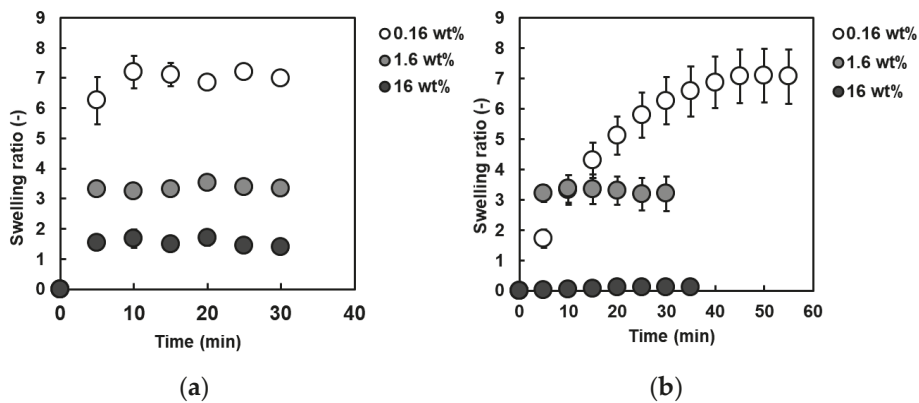 9
8
7
6
5
4
3
2
1
0
Swelling ratio (-)
0 10 20 30 40
Time (min)
0.16 wt%
1.6 wt%
16 wt%
(a)
9
8
7
6
5
4
3
2
1
0
Swelling ratio (-)
0 10 20 30 40 50 60
Time (min)
0.16 wt%
1.6 wt%
16 wt%
(b)